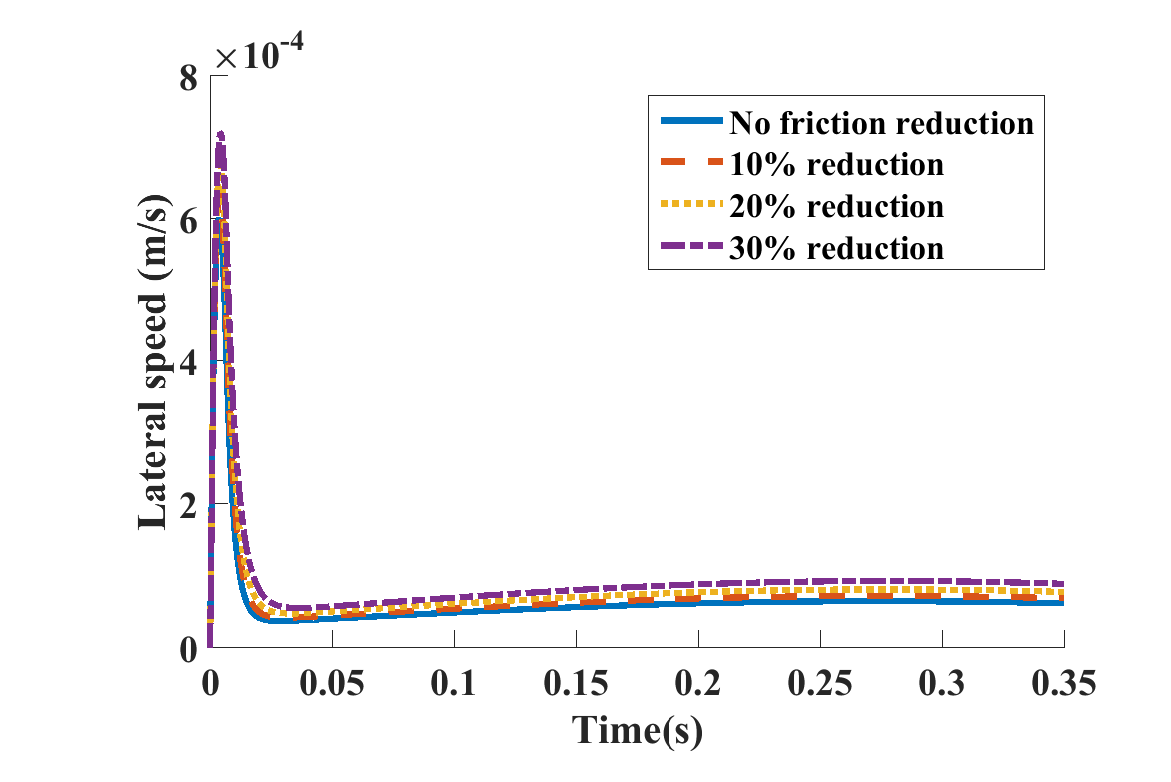 ×10-4
8
6
4
2
0
Lateral speed (m/s)
No friction reduction
10% reduction
20% reduction
30% reduction
0 0.05 0.1 0.15 0.2 0.25 0.3 0.35
Time(s)